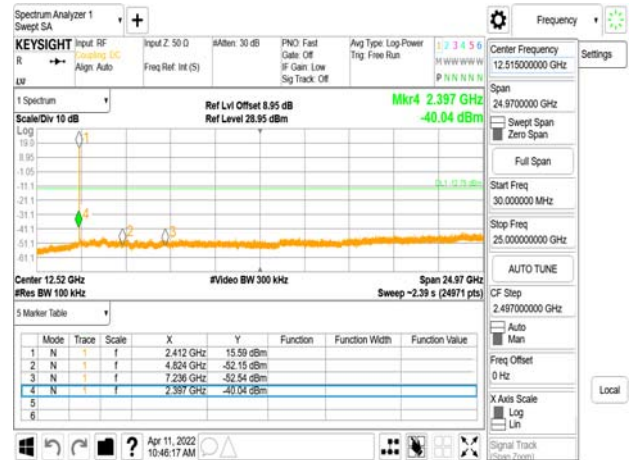 Spectrum Analyzer 1
Swept SA
Frequency
KEYSIGHT Input: RF
R
Coupling: DC
Align: Auto
Input Z: 50 Ω
Freq Ref: Int (S)
#Atten: 30 dB
PNO: Fast
Gate: Off
IF Gain: Low
Sig Track: Off
Avg Type: Log-Power
Trig: Free Run
1 2 3 4 5 6
M W W W W W
P N N N N N
1 Spectrum
Scale/Div 10 dB
Ref Lvl Offset 8.95 dB
Ref Level 28.95 dBm
Mkr4 2.397 GHz
-40.04 dBm
Log
19.0
8.95
-1.05
-11.1
-21.1
-31.1
-41.1
-51.1
-61.1
1
2
3
4
Center 12.52 GHz
#Res BW 100 kHz
#Video BW 300 kHz
Span 24.97 GHz
Sweep ~2.39 s (24971 pts)
5 Marker Table
Mode Trace Scale X Y Function Function Width Function Value
1 N 1 f 2.412 GHz 15.59 dBm
2 N 1 f 4.824 GHz -52.15 dBm
3 N 1 f 7.236 GHz -52.54 dBm
4 N 1 f 2.397 GHz -40.04 dBm
5
6
Apr 11, 2022
10:46:17 AM
Center Frequency
12.515000000 GHz
Span
24.9700000 GHz
Swept Span
Zero Span
Full Span
Start Freq
30.000000 MHz
Stop Freq
25.000000000 GHz
AUTO TUNE
CF Step
2.497000000 GHz
Auto
Man
Freq Offset
0 Hz
X Axis Scale
Log
Lin
Signal Track
(Span Zoom)
Settings
Local